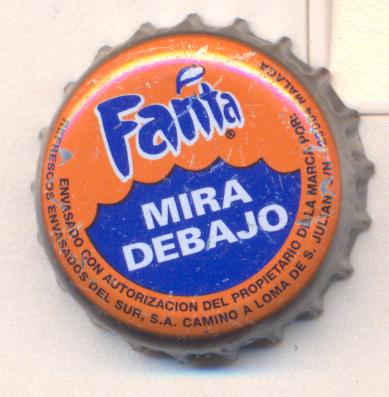 Fanta®
MIRA
DEBAJO
ENVASADO CON AUTORIZACION DEL PROPIETARIO DE LA MARCA POR:
REFRESCOS ENVASADOS DEL SUR, S.A. CAMINO A LOMA DE S. JULIAN, S/N - 29004 MALAGA